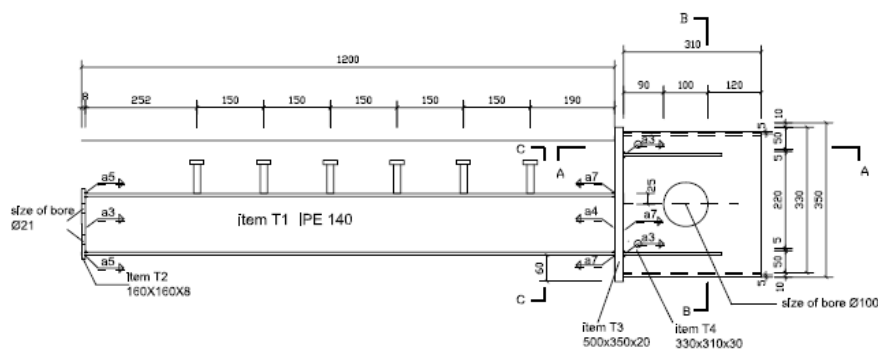 B
310
1200
90
100
120
8
252
150
150
150
150
150
190
10
5
50
5
C
A
a3
A
a5
a7
25
size of bore
Ø21
a3
item T1 IPE 140
a4
a7
220
330
350
a3
5
a5
a7
60
50
5
10
item T2
160X160X8
C
B
size of bore Ø100
item T3
500x350x20
item T4
330x310x30